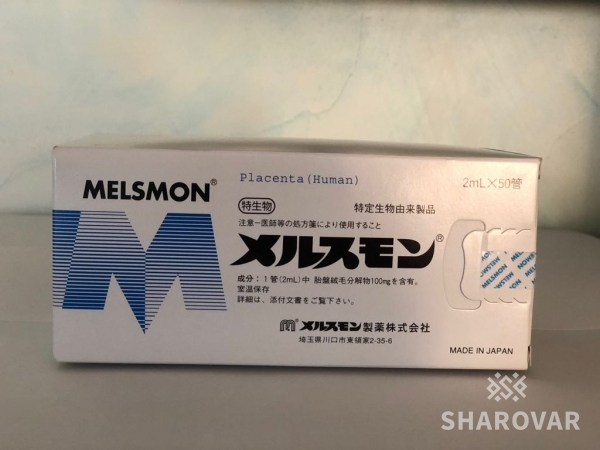 MELSMON®
Placenta (Human)
2mL×50管
特生物
特定生物由来製品
注意－医師等の処方箋により使用すること
メルスモン®
成分：1管(2mL)中 胎盤絨毛分解物100mgを含有。
室温保存
詳細は、添付文書をご覧下さい。
メルスモン製薬株式会社
埼玉県川口市東領家2-35-6
MADE IN JAPAN
MELSMON
SHAROVAR